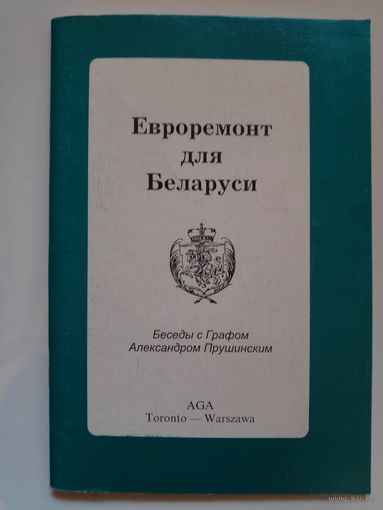 Евроремонт
для
Беларуси
Беседы с Графом
Александром Прушинским
AGA
Toronto — Warszawa